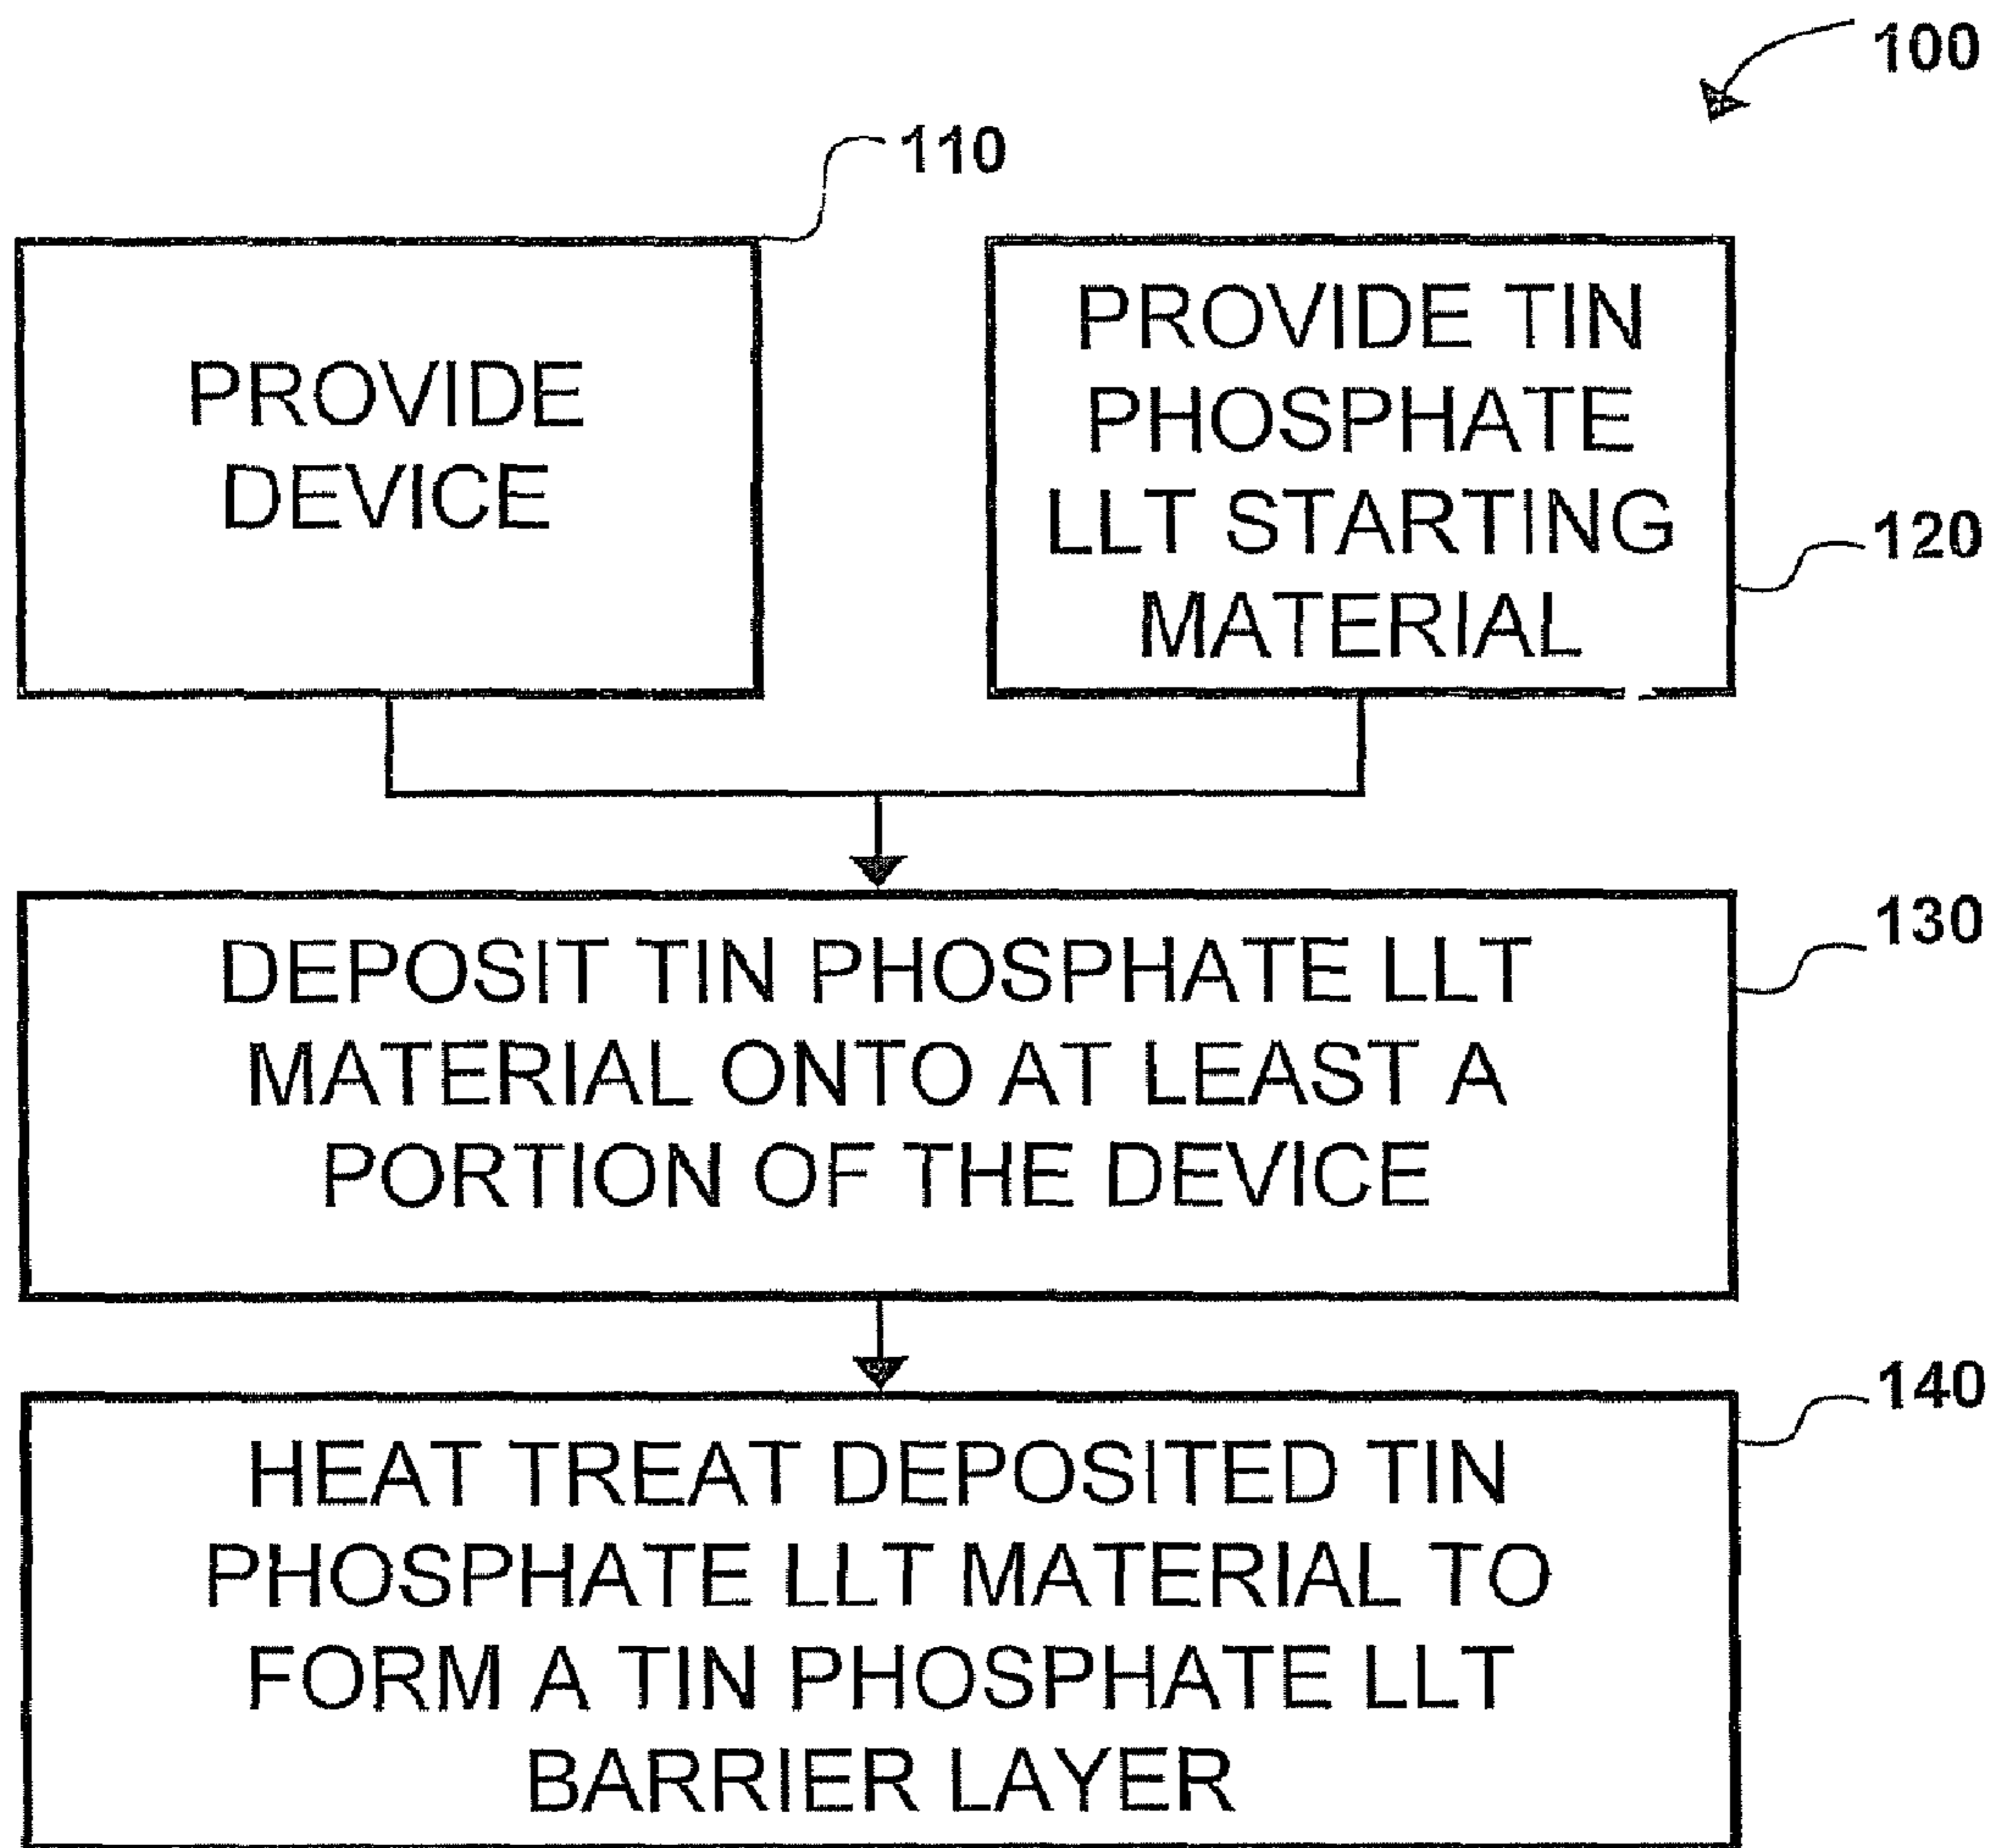 100
110
PROVIDE
DEVICE
PROVIDE TIN
PHOSPHATE
LLT STARTING
MATERIAL
120
DEPOSIT TIN PHOSPHATE LLT
MATERIAL ONTO AT LEAST A
PORTION OF THE DEVICE
130
HEAT TREAT DEPOSITED TIN
PHOSPHATE LLT MATERIAL TO
FORM A TIN PHOSPHATE LLT
BARRIER LAYER
140